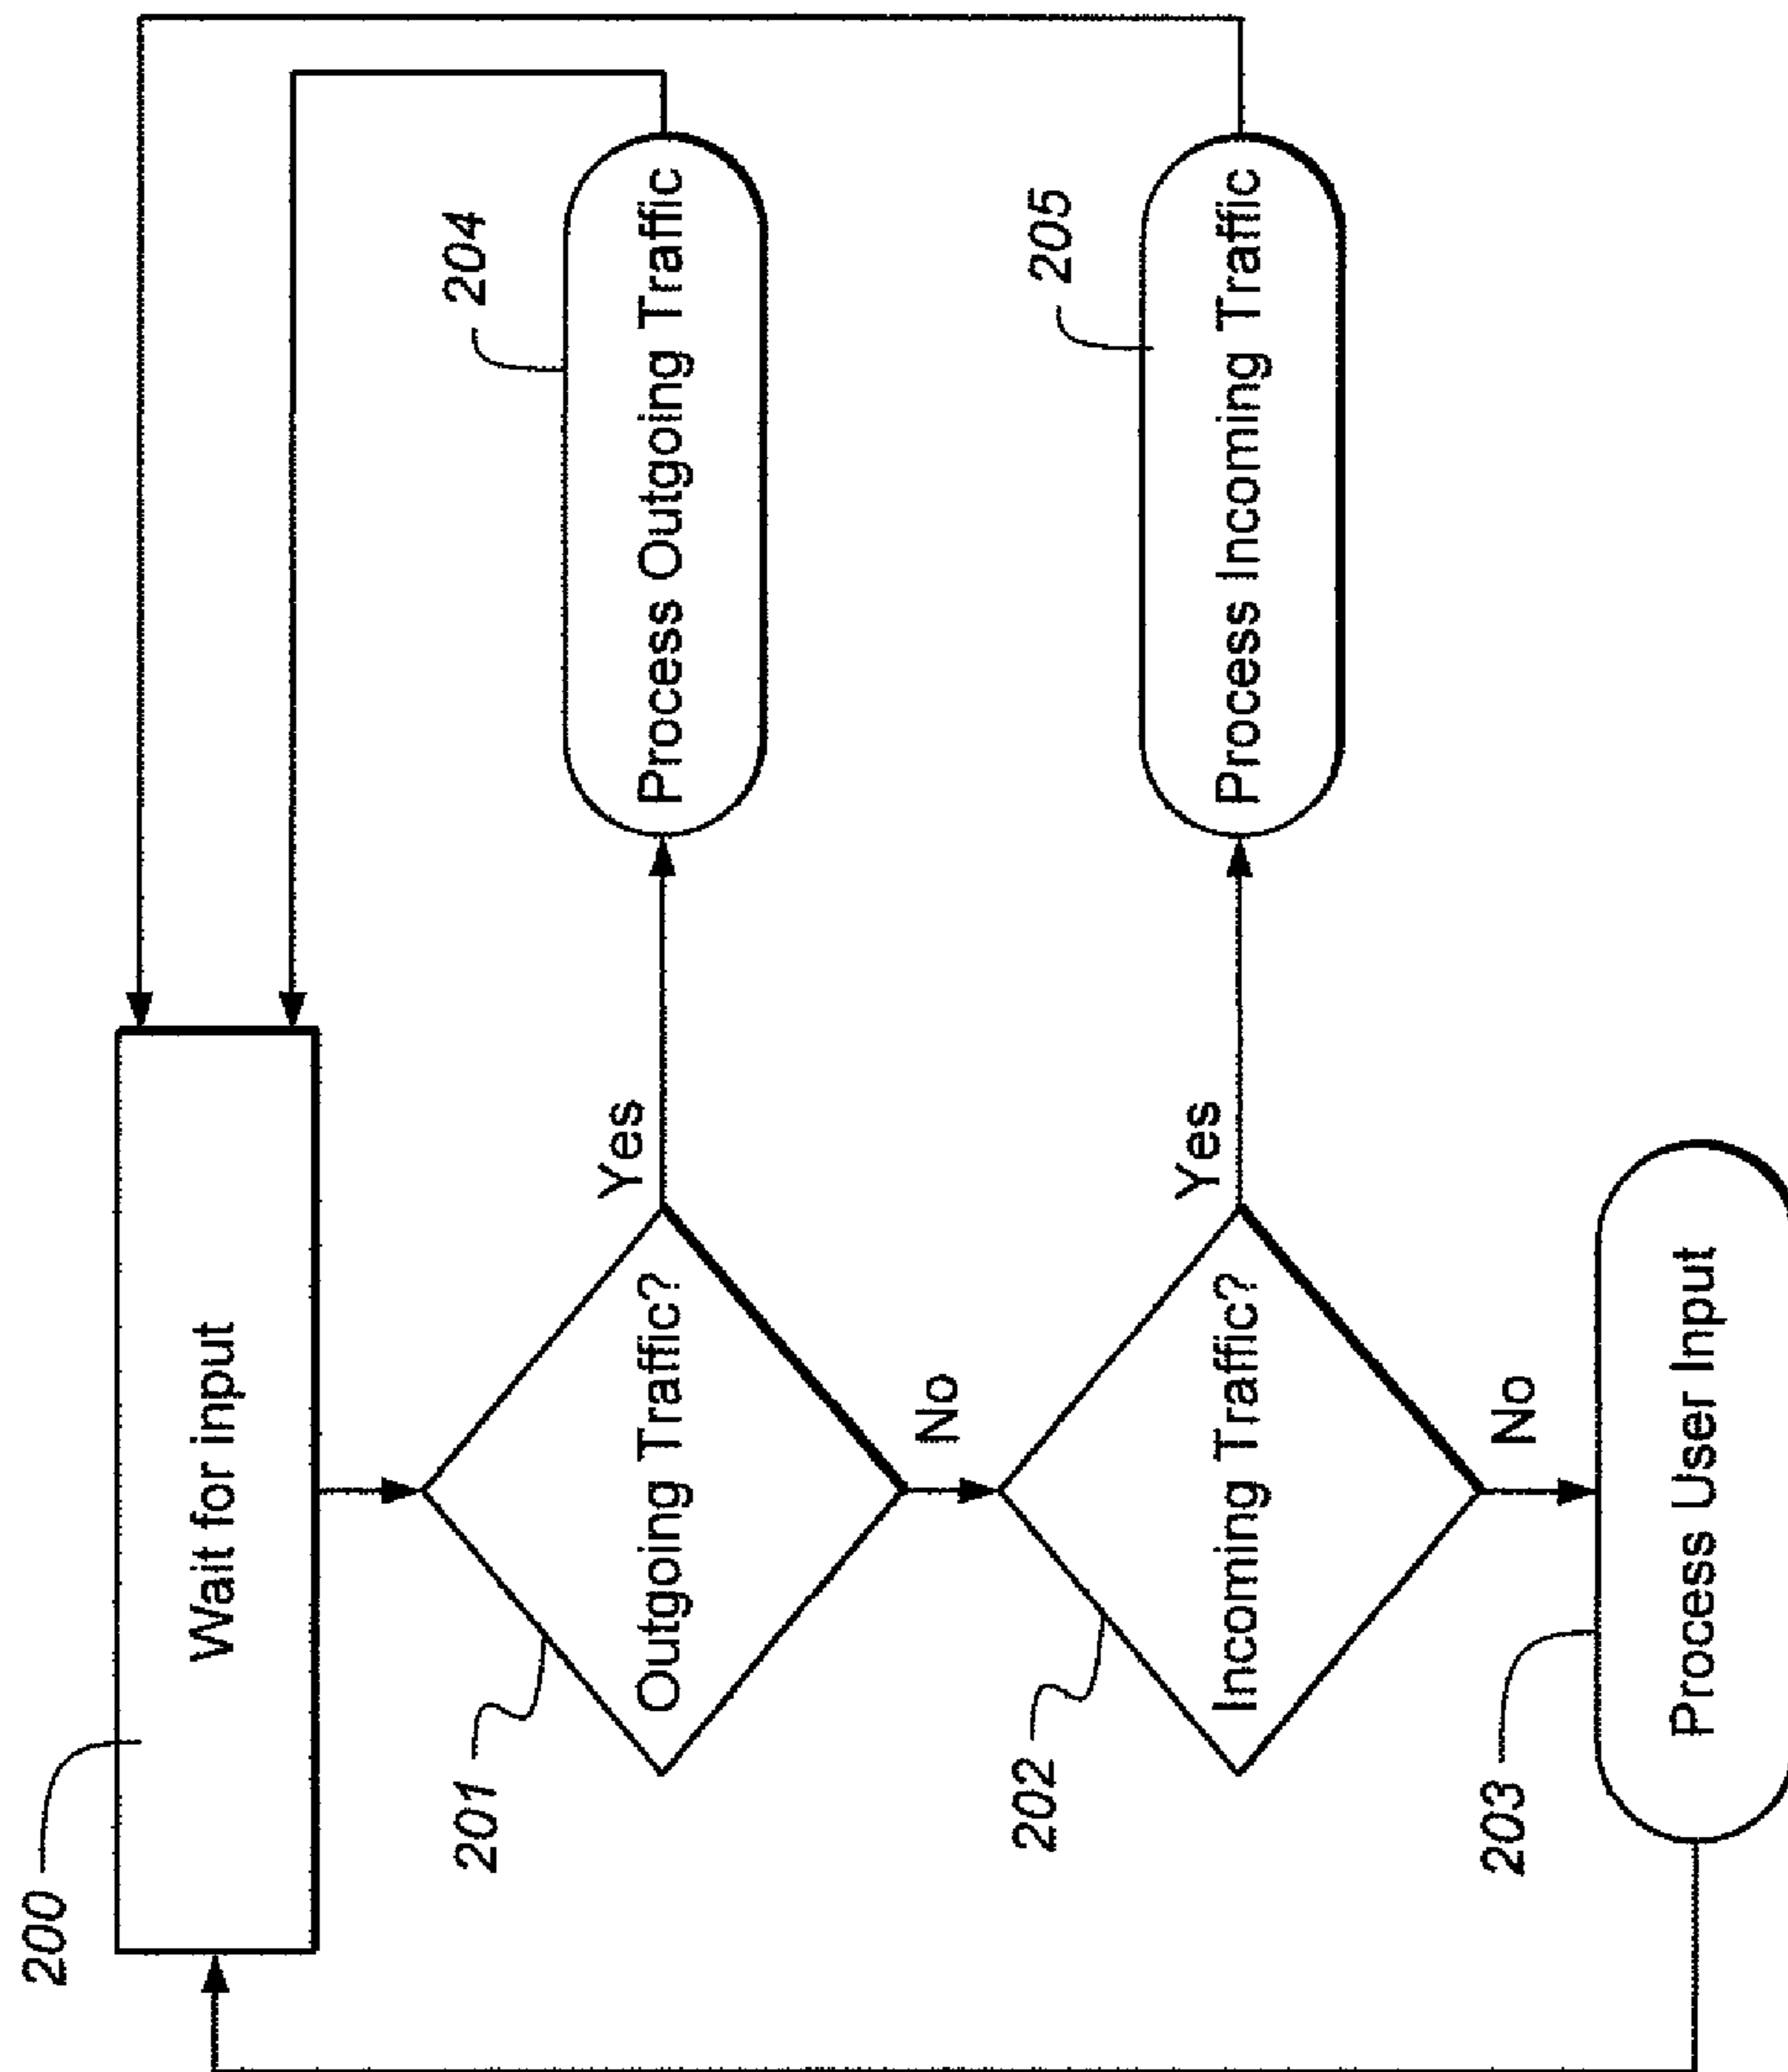 200
Wait for input
201
Outgoing Traffic?
Yes
204
Process Outgoing Traffic
No
202
Incoming Traffic?
Yes
205
Process Incoming Traffic
No
203
Process User Input